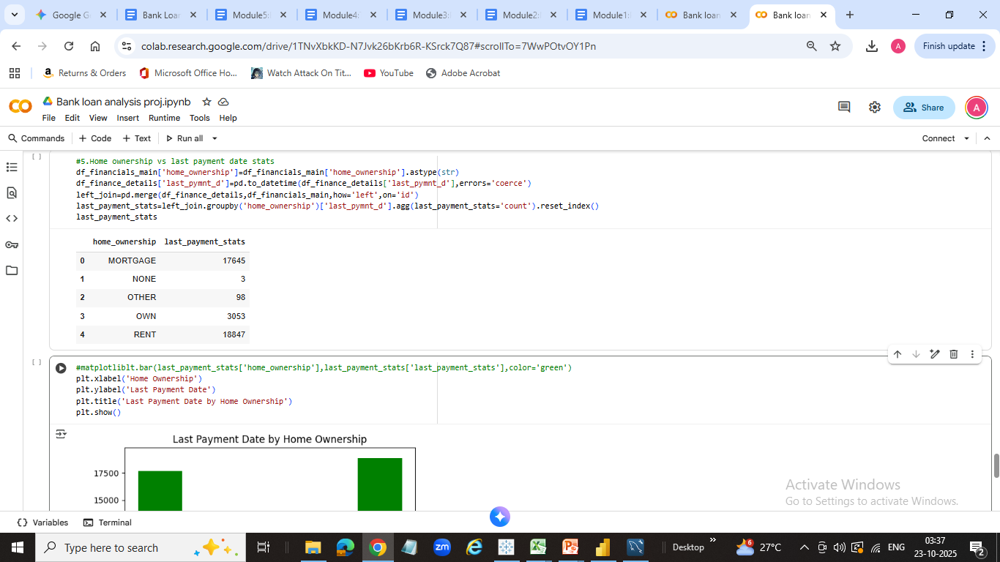 Google G
Bank Loan
Module5:
Module4:
Module3:
Module2:
Module1:
Bank loan
Bank loan
colab.research.google.com/drive/1TNvXbkKD-N7Jvk26bKrb6R-KSrck7Q87#scrollTo=7WwPOtvOY1Pn
A
Finish update
Returns & Orders
Microsoft Office Ho...
Watch Attack On Tit...
YouTube
Adobe Acrobat
Bank loan analysis proj.ipynb
File Edit View Insert Runtime Tools Help
Share
A
Commands + Code + Text Run all
Connect
[ ]
#5.Home ownership vs last payment date stats
df_financials_main['home_ownership']=df_financials_main['home_ownership'].astype(str)
df_finance_details['last_pymnt_d']=pd.to_datetime(df_finance_details['last_pymnt_d'],errors='coerce')
left_join=pd.merge(df_finance_details,df_financials_main,how='left',on='id')
last_payment_stats=left_join.groupby('home_ownership')['last_pymnt_d'].agg(last_payment_stats='count').reset_index()
last_payment_stats
home_ownership last_payment_stats
0 MORTGAGE 17645
1 NONE 3
2 OTHER 98
3 OWN 3053
4 RENT 18847
[ ]
#matplotliblt.bar(last_payment_stats['home_ownership'],last_payment_stats['last_payment_stats'],color='green')
plt.xlabel('Home Ownership')
plt.ylabel('Last Payment Date')
plt.title('Last Payment Date by Home Ownership')
plt.show()
Last Payment Date by Home Ownership
17500
15000
Activate Windows
Go to Settings to activate Windows.
Variables Terminal
Type here to search
zm
Desktop
6
27°C
ENG
03:37
23-10-2025
2